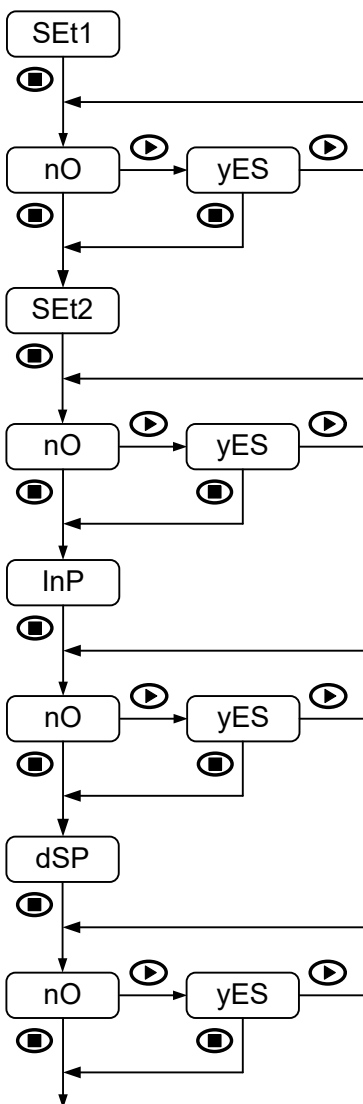 SEt1
nO yES
SEt2
nO yES
InP
nO yES
dSP
nO yES